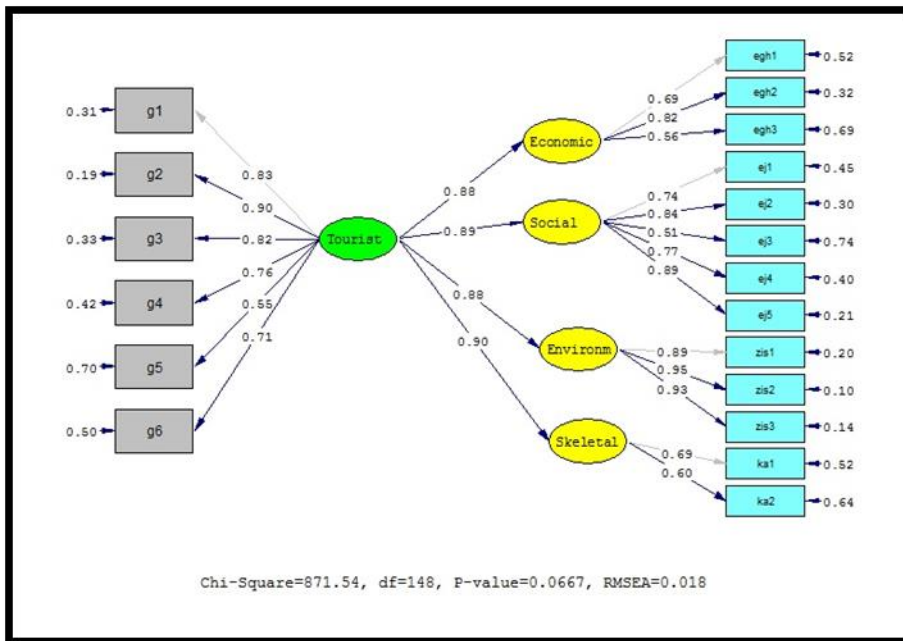 0.31 g1
0.19 g2
0.33 g3
0.42 g4
0.70 g5
0.50 g6
0.83
0.90
0.82
0.76
0.55
0.71
Tourist
0.88
0.89
0.88
0.90
Economic
Social
Environm
Skeletal
0.69
0.82
0.56
0.74
0.84
0.51
0.77
0.89
0.89
0.95
0.93
0.69
0.60
egh1 0.52
egh2 0.32
egh3 0.69
ej1 0.45
ej2 0.30
ej3 0.74
ej4 0.40
ej5 0.21
zis1 0.20
zis2 0.10
zis3 0.14
ka1 0.52
ka2 0.64
Chi-Square=871.54, df=148, P-value=0.0667, RMSEA=0.018